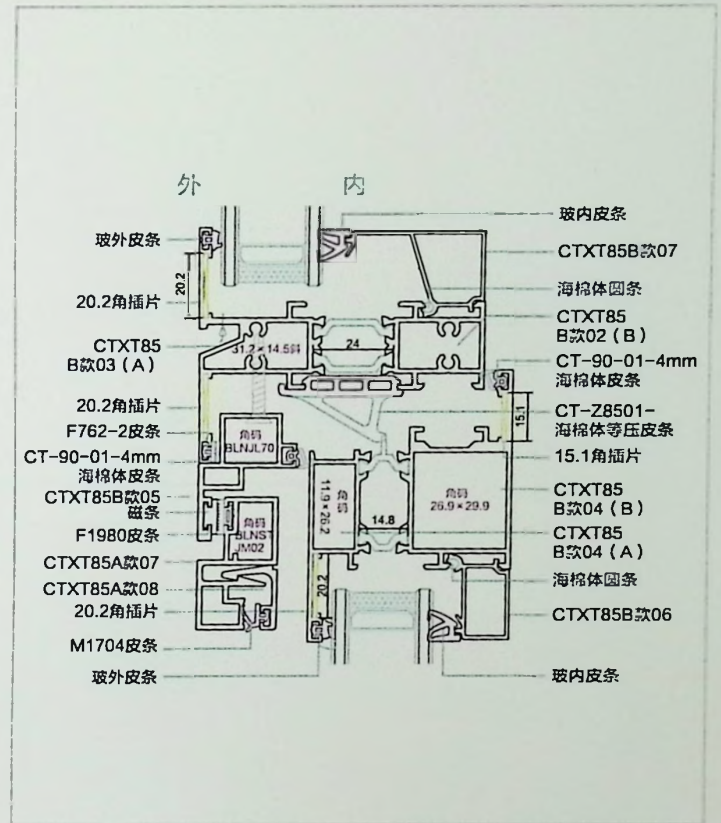 外
内
玻外皮条
20.2
20.2角插片
CTXT85
B款03（A）
20.2角插片
F762-2皮条
CT-90-01-4mm
海棉体皮条
CTXT85B款05
磁条
F1980皮条
CTXT85A款07
CTXT85A款08
20.2角插片
M1704皮条
玻外皮条
31.2×14.5斜
24
角码
BLNJL70
角码
BLNST
JM02
角码
11.9×26.2
14.8
角码
26.9×29.9
20.2
15.1
玻内皮条
CTXT85B款07
海棉体圆条
CTXT85
B款02（B）
CT-90-01-4mm
海棉体皮条
CT-Z8501-
海棉体等压皮条
15.1角插片
CTXT85
B款04（B）
CTXT85
B款04（A）
海棉体圆条
CTXT85B款06
玻内皮条